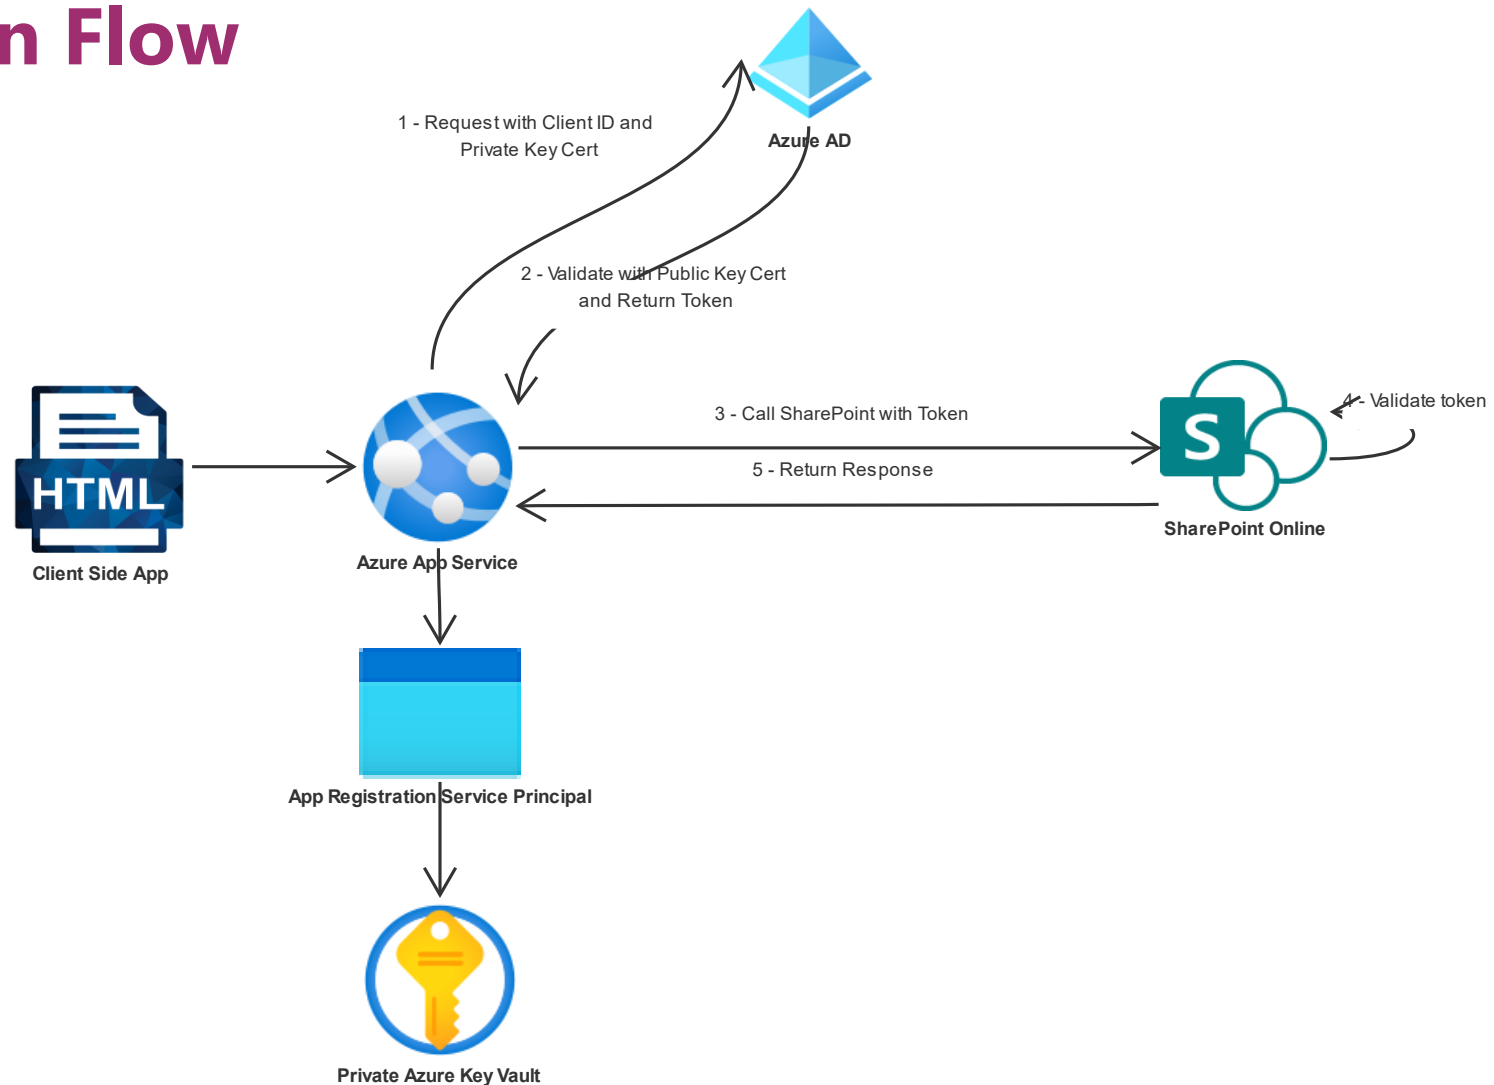 n Flow
1 - Request with Client ID and
Private Key Cert
Azure AD
2 - Validate with Public Key Cert
and Return Token
3 - Call SharePoint with Token
4 - Validate token
5 - Return Response
S
SharePoint Online
HTML
Client Side App
Azure App Service
App Registration Service Principal
Private Azure Key Vault